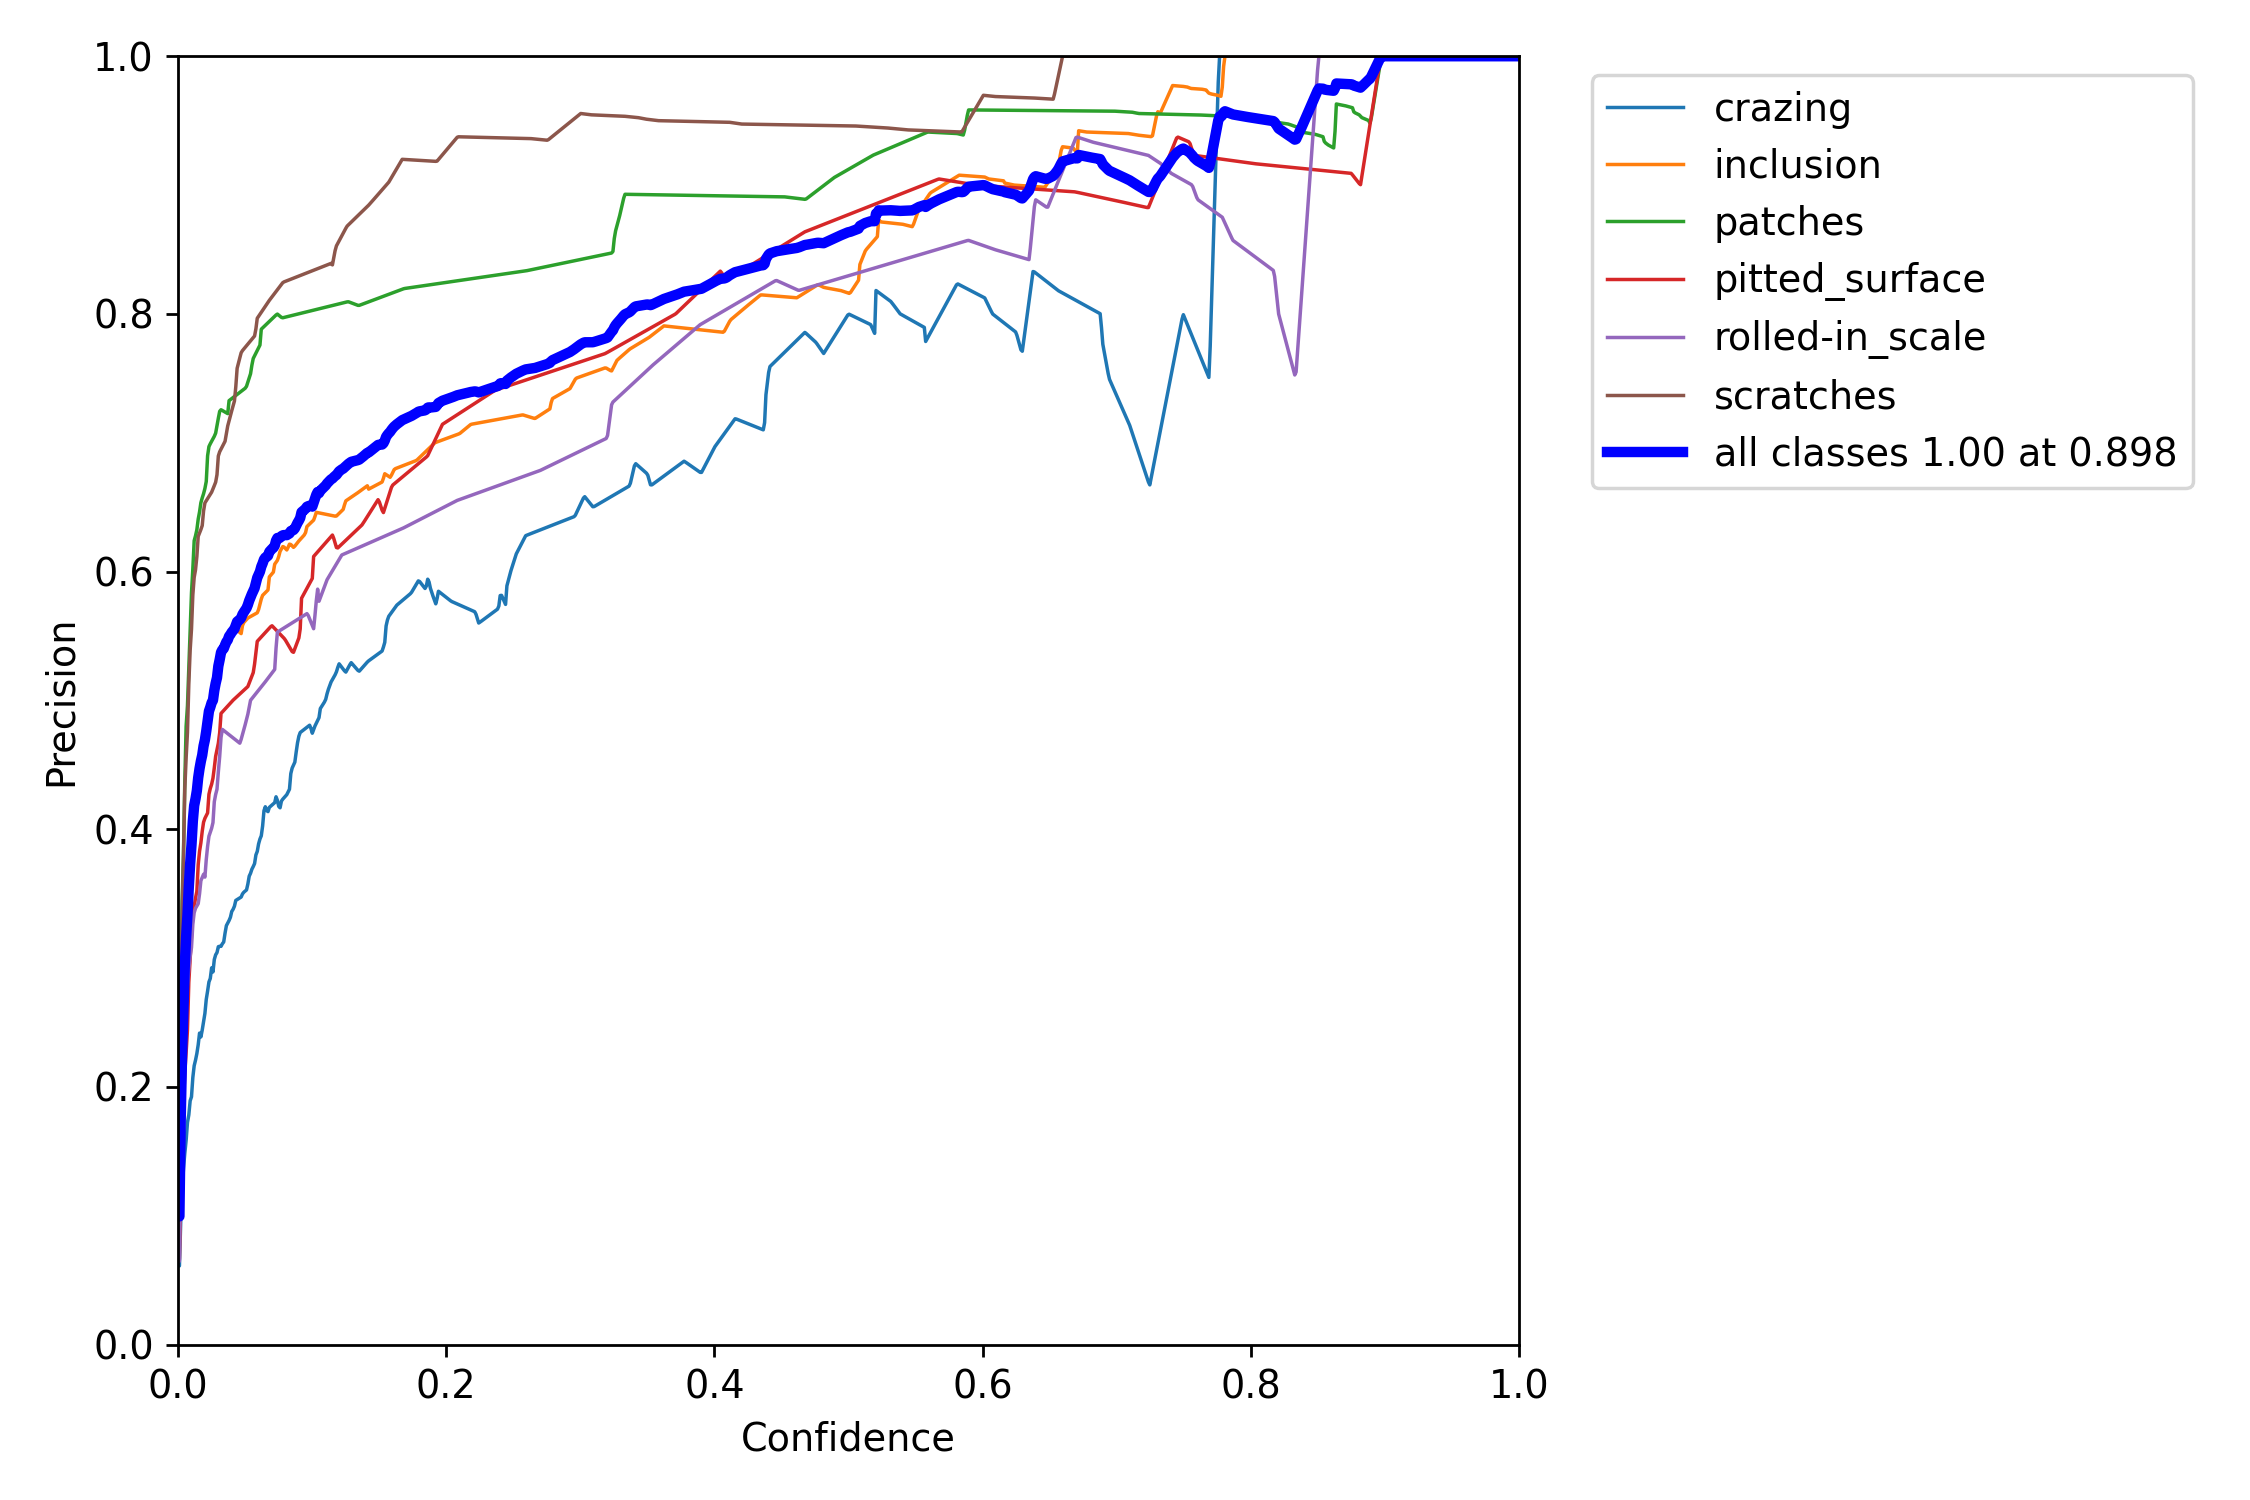 1.0
0.8
0.6
0.4
0.2
0.0
Precision
0.0 0.2 0.4 0.6 0.8 1.0
Confidence
crazing
inclusion
patches
pitted_surface
rolled-in_scale
scratches
all classes 1.00 at 0.898